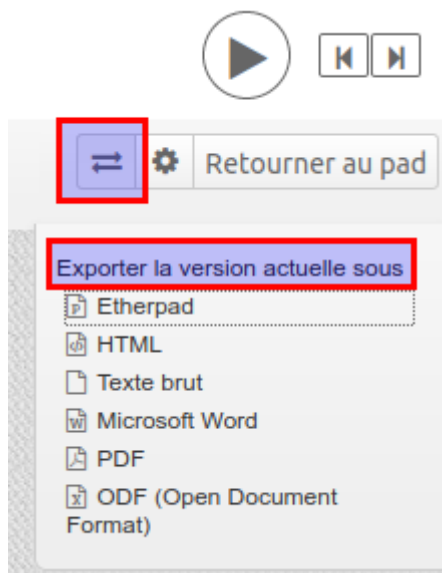 Retourner au pad
Exporter la version actuelle sous
Etherpad
HTML
Texte brut
Microsoft Word
PDF
ODF (Open Document
Format)